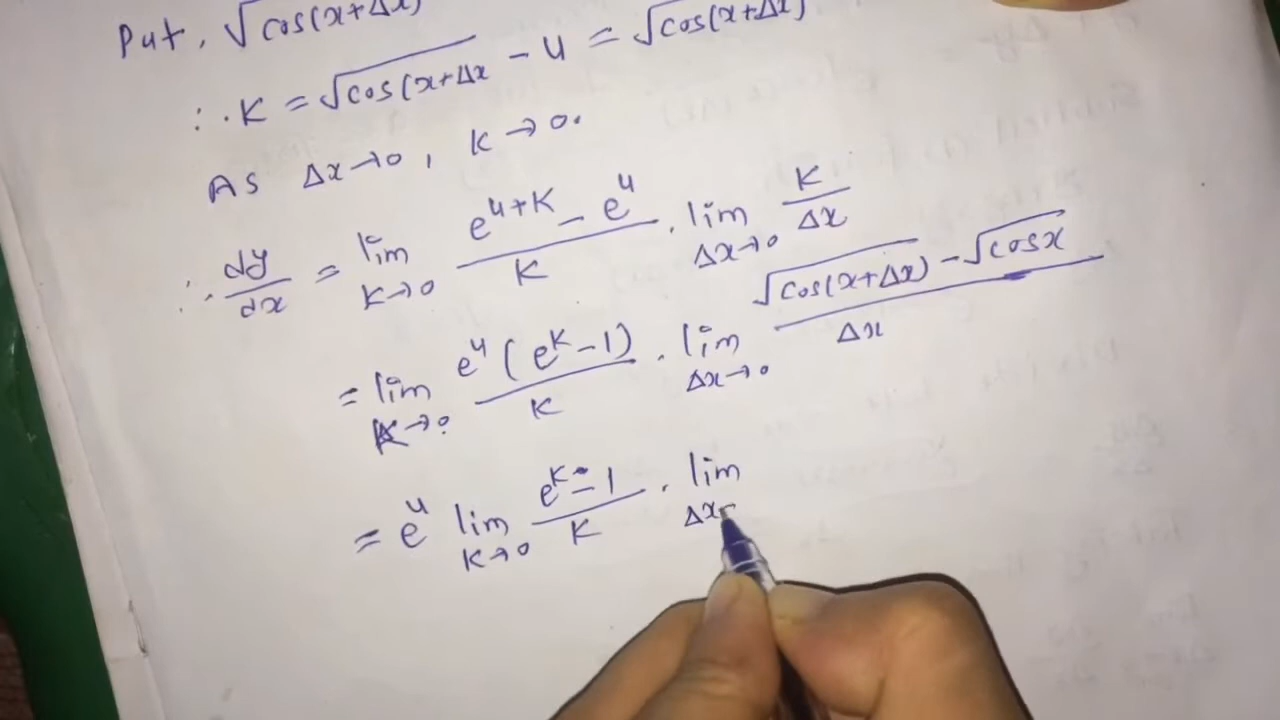 Put, √cos(x+Δx)
∴ K = √cos(x+Δx - u = √cos(x+Δx)
As Δx→0, K→0.
∴ dy/dx = lim K→0 (e^(u+K) - e^u)/K . lim Δx→0 K/Δx
= lim K→0 e^u (e^K - 1)/K . lim Δx→0 (√cos(x+Δx) - √cosx)/Δx
= e^u lim K→0 (e^K - 1)/K . lim Δx